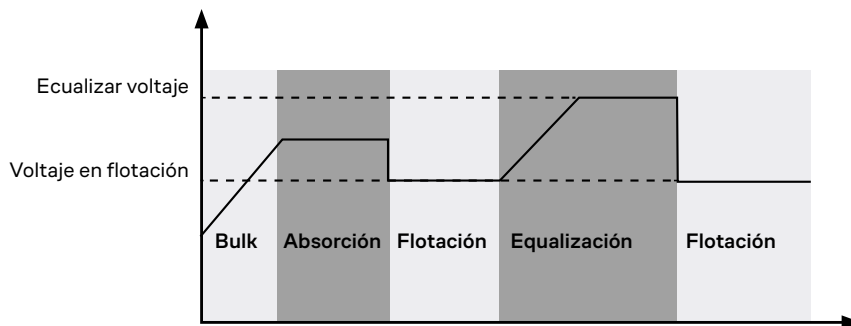 Ecualizar voltaje
Voltaje en flotación
Bulk
Absorción
Flotación
Equalización
Flotación